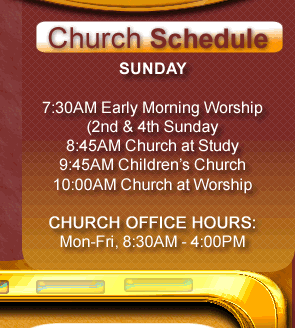 Church Schedule
SUNDAY
7:30AM Early Morning Worship
(2nd & 4th Sunday
8:45AM Church at Study
9:45AM Children's Church
10:00AM Church at Worship
CHURCH OFFICE HOURS:
Mon-Fri, 8:30AM - 4:00PM